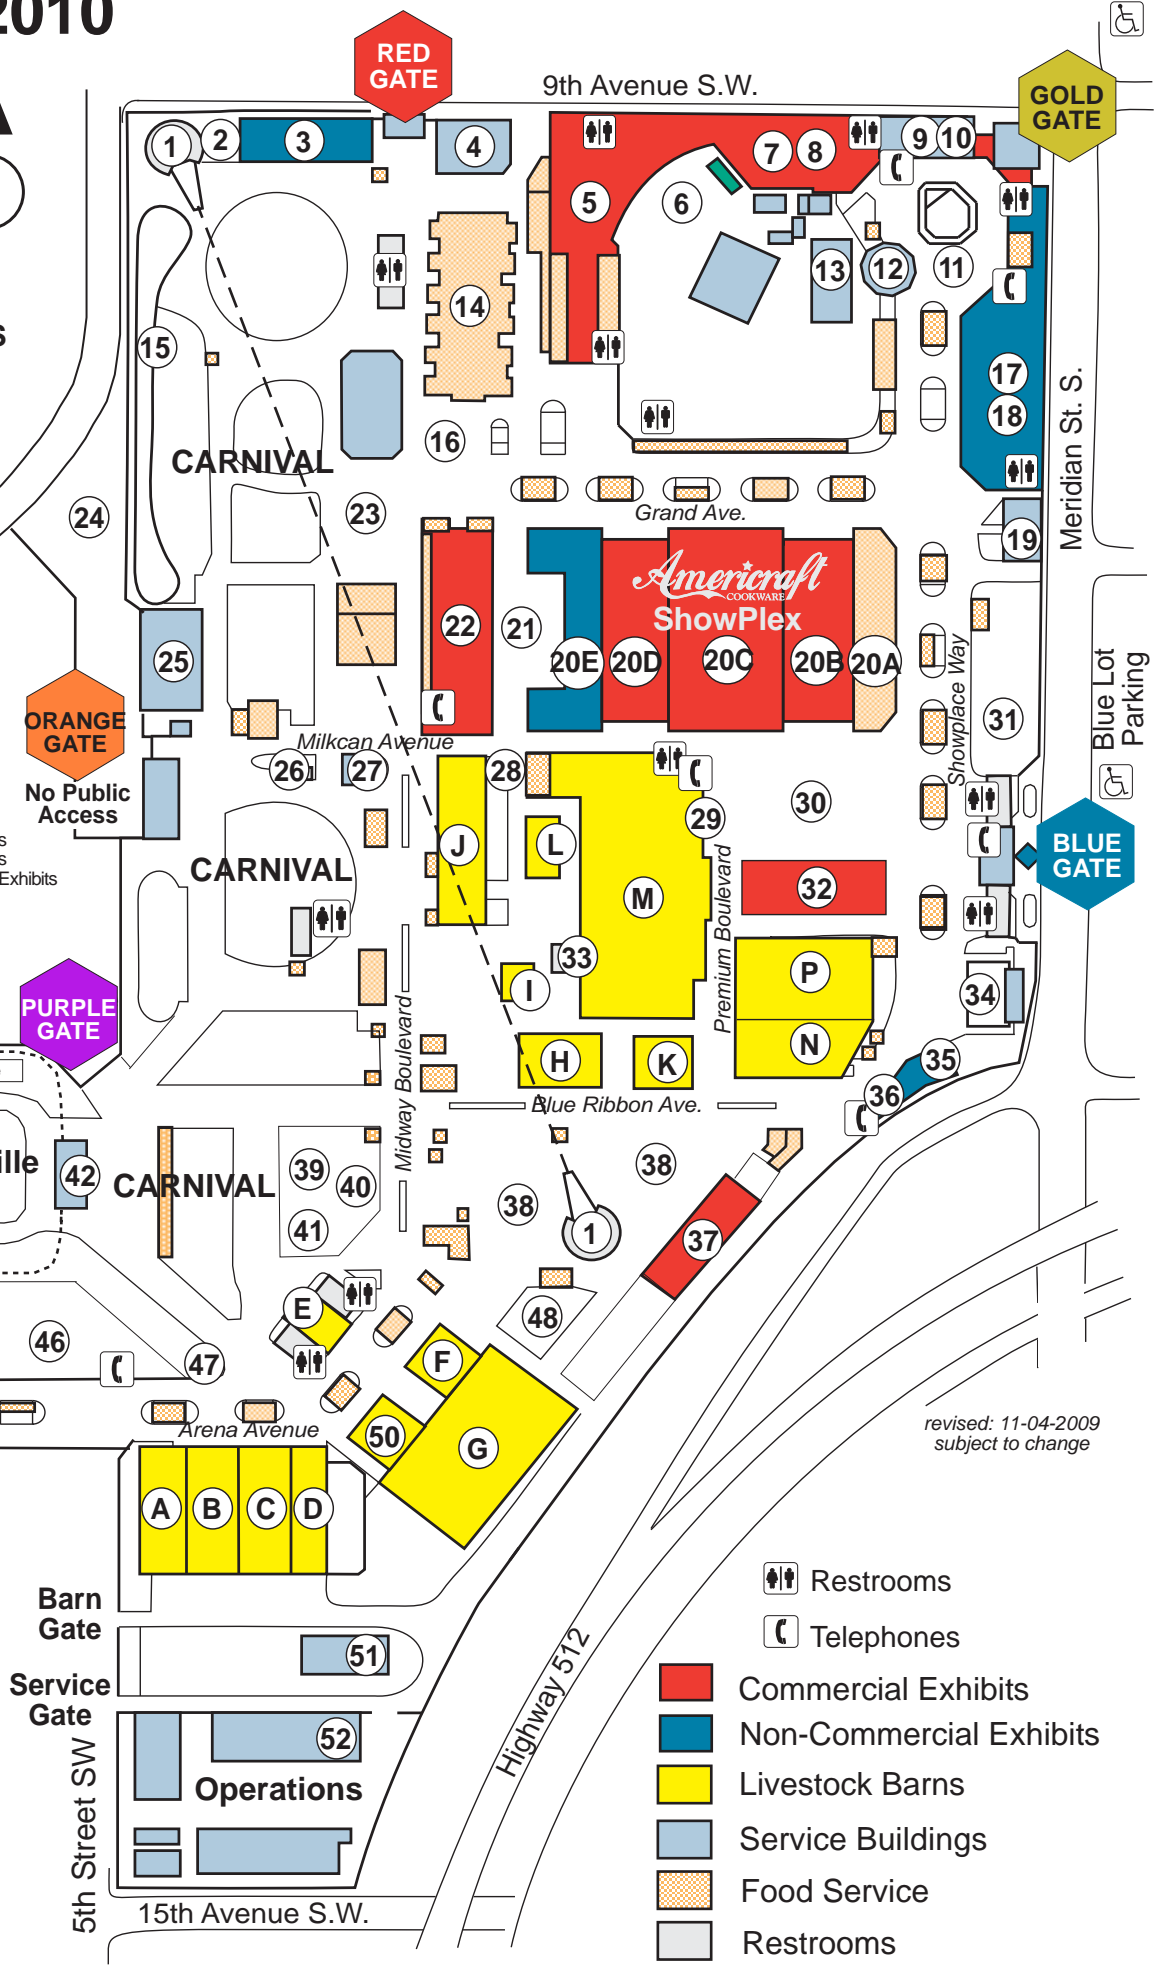 2010
A
RED
GATE
9th Avenue S.W.
GOLD
GATE
1
2
3
4
5
6
7
8
9
10
11
12
13
14
15
16
17
18
Meridian St. S.
s
CARNIVAL
23
24
Grand Ave.
19
Americraft
COOKWARE
ShowPlex
22
21
20E
20D
20C
20B
20A
25
ORANGE
GATE
No Public
Access
Milkcan Avenue
26
27
28
Showplace Way
31
Blue Lot
Parking
s
s
Exhibits
CARNIVAL
J
L
M
29
30
32
BLUE
GATE
Premium Boulevard
33
I
P
N
34
35
36
PURPLE
GATE
Midway Boulevard
H
K
Blue Ribbon Ave.
ille
42
CARNIVAL
39
40
41
38
38
1
37
E
46
47
48
F
50
G
Arena Avenue
A
B
C
D
revised: 11-04-2009
subject to change
Barn
Gate
51
Service
Gate
52
Operations
5th Street SW
15th Avenue S.W.
Highway 512
Restrooms
Telephones
Commercial Exhibits
Non-Commercial Exhibits
Livestock Barns
Service Buildings
Food Service
Restrooms